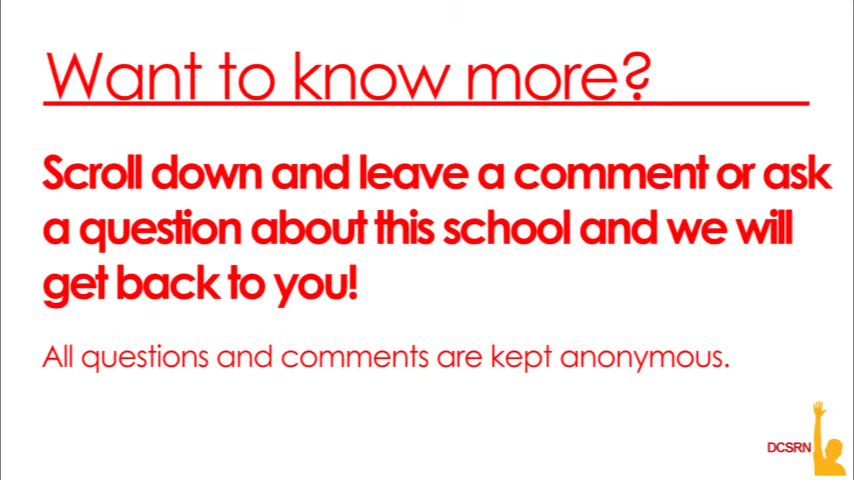 Want to know more?
Scroll down and leave a comment or ask
a question about this school and we will
get back to you!
All questions and comments are kept anonymous.
DCSRN